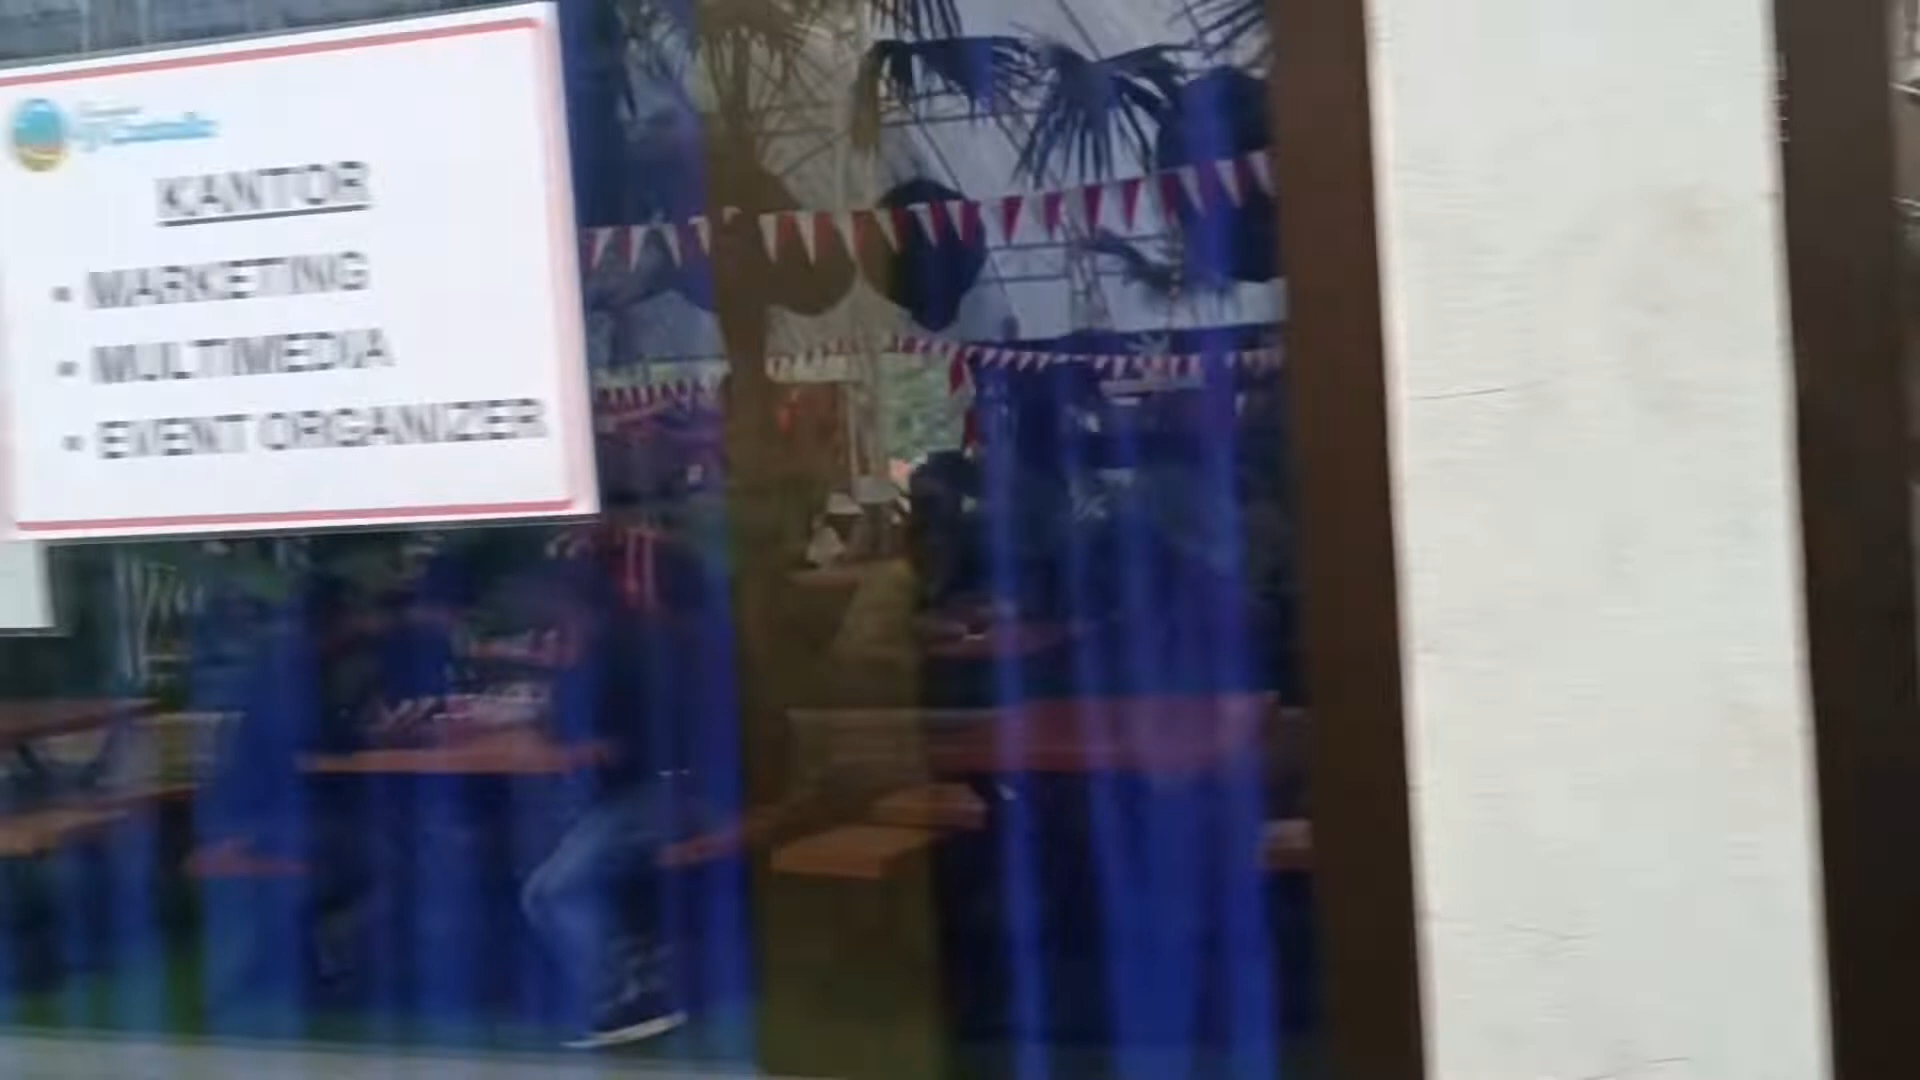 KANTOR
• MARKETING
• MULTIMEDIA
• EVENT ORGANIZER